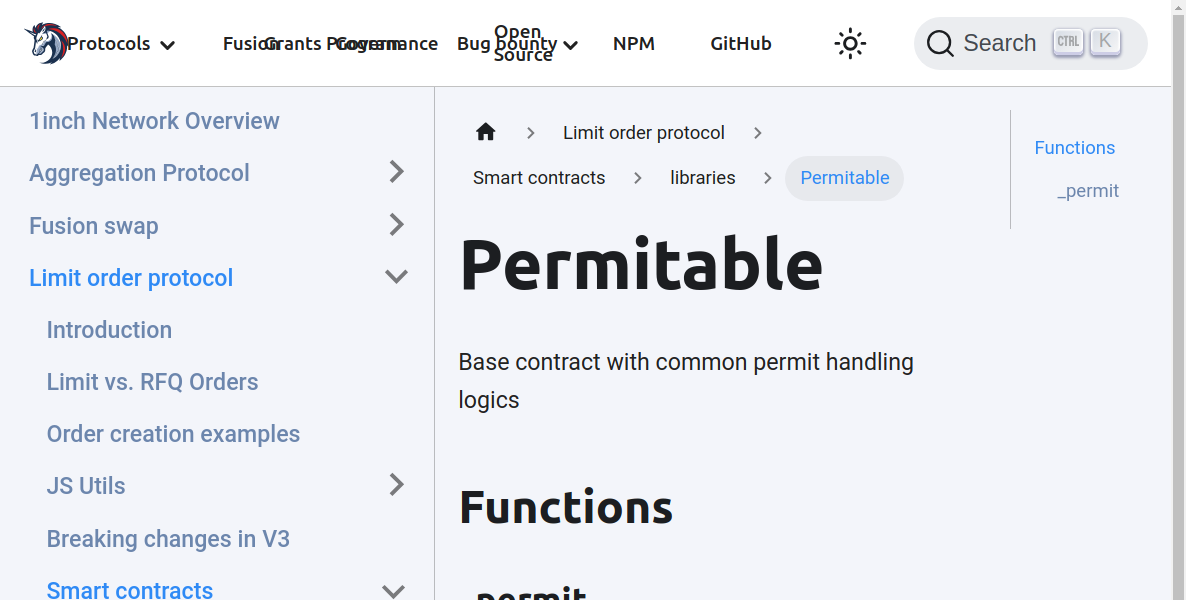 Protocols Fusion Grants Program Governance Bug bounty Open Source NPM GitHub Search CTRL K
1inch Network Overview
Aggregation Protocol
Fusion swap
Limit order protocol
Introduction
Limit vs. RFQ Orders
Order creation examples
JS Utils
Breaking changes in V3
Smart contracts
Limit order protocol
Smart contracts libraries Permitable
Permitable
Base contract with common permit handling
logics
Functions
_permit
Functions
_permit